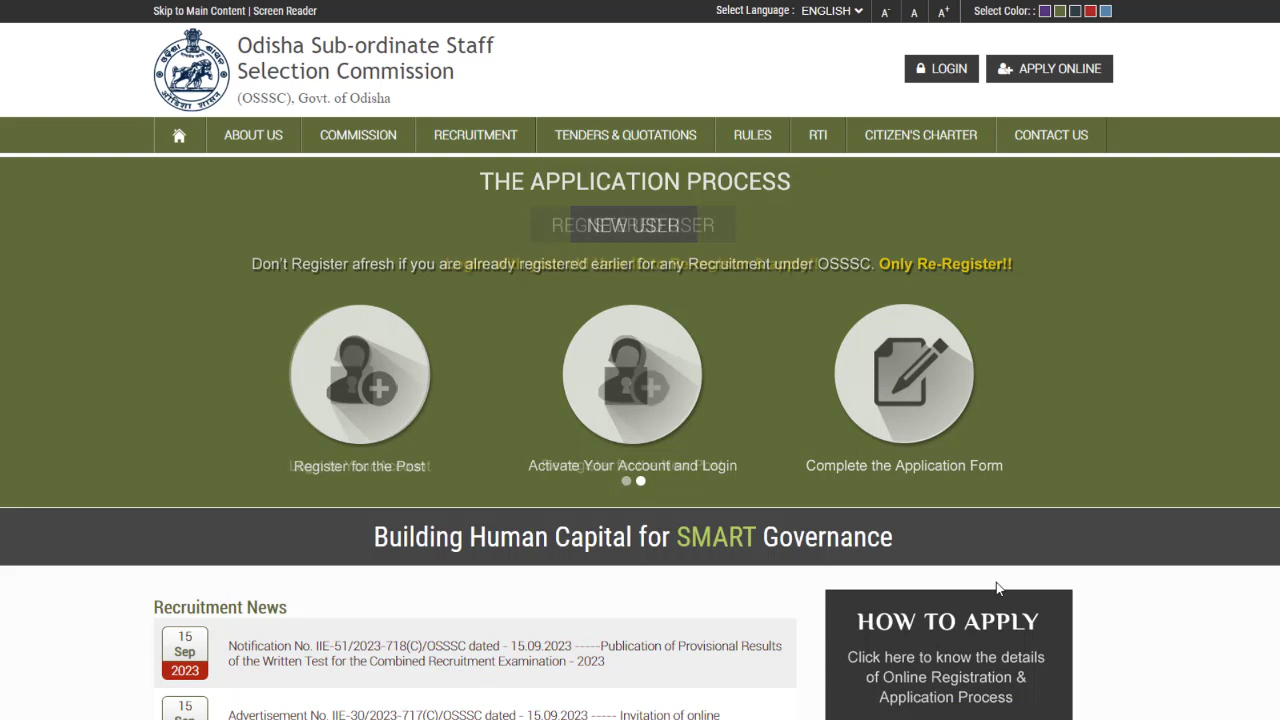 Skip to Main Content | Screen Reader
Select Language : ENGLISH A- A A+ Select Color: :
Odisha Sub-ordinate Staff
Selection Commission
(OSSSC), Govt. of Odisha
LOGIN APPLY ONLINE
ABOUT US COMMISSION RECRUITMENT TENDERS & QUOTATIONS RULES RTI CITIZEN'S CHARTER CONTACT US
THE APPLICATION PROCESS
NEW USER
Don't Register afresh if you are already registered earlier for any Recruitment under OSSSC. Only Re-Register!!
Register for the Post Activate Your Account and Login Complete the Application Form
Building Human Capital for SMART Governance
Recruitment News
15
Sep
2023
Notification No. IIE-51/2023-718(C)/OSSSC dated - 15.09.2023 -----Publication of Provisional Results
of the Written Test for the Combined Recruitment Examination - 2023
15
Sep
Advertisement No. IIE-30/2023-717(C)/OSSSC dated - 15.09.2023 ----- Invitation of online
HOW TO APPLY
Click here to know the details
of Online Registration &
Application Process